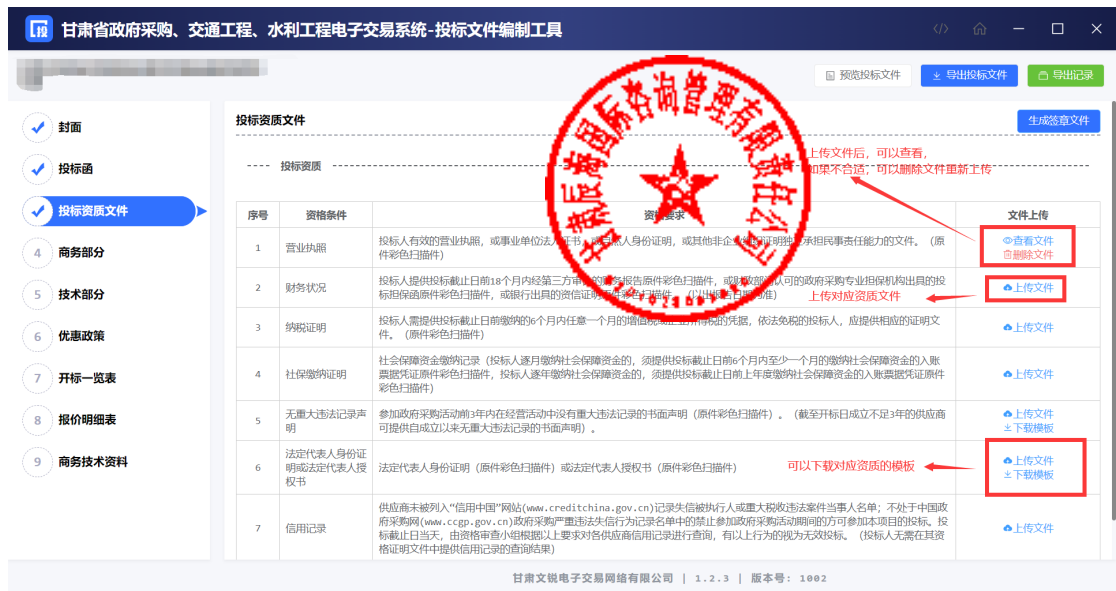 投 甘肃省政府采购、交通工程、水利工程电子交易系统-投标文件编制工具
预览投标文件 导出投标文件 导出记录
封面
投标函
投标资质文件
4 商务部分
5 技术部分
6 优惠政策
7 开标一览表
8 报价明细表
9 商务技术资料
投标资质文件 生成签章文件
投标资质
上传文件后，可以查看，
如果不合适，可以删除文件重新上传
序号 资格条件 资格要求 文件上传
1 营业执照
投标人有效的营业执照，或事业单位法人证书，或自然人身份证明，或其他非企业组织证明独立承担民事责任能力的文件。（原
件彩色扫描件）
查看文件
删除文件
2 财务状况
投标人提供投标截止日前18个月内经第三方审计的财务报告原件彩色扫描件，或财政部门认可的政府采购专业担保机构出具的投
标担保函原件彩色扫描件，或银行出具的资信证明原件彩色扫描件。（以出报告日期为准）
上传对应资质文件
上传文件
3 纳税证明
投标人需提供投标截止日前缴纳的6个月内任意一个月的增值税或企业所得税的凭据，依法免税的投标人，应提供相应的证明文
件。（原件彩色扫描件）
上传文件
4 社保缴纳证明
社会保障资金缴纳记录（投标人逐月缴纳社会保障资金的，须提供投标截止日前6个月内至少一个月的缴纳社会保障资金的入账
票据凭证原件彩色扫描件，投标人逐年缴纳社会保障资金的，须提供投标截止日前上年度缴纳社会保障资金的入账票据凭证原件
彩色扫描件）
上传文件
5 无重大违法记录声
明
参加政府采购活动前3年内在经营活动中没有重大违法记录的书面声明（原件彩色扫描件）。（截至开标日成立不足3年的供应商
可提供自成立以来无重大违法记录的书面声明）。
上传文件
下载模板
6 法定代表人身份证
明或法定代表人授
权书
法定代表人身份证明（原件彩色扫描件）或法定代表人授权书（原件彩色扫描件）
可以下载对应资质的模板
上传文件
下载模板
7 信用记录
供应商未被列入“信用中国”网站(www.creditchina.gov.cn)记录失信被执行人或重大税收违法案件当事人名单；不处于中国政
府采购网(www.ccgp.gov.cn)政府采购严重违法失信行为记录名单中的禁止参加政府采购活动期间的方可参加本项目的投标。投
标截止日当天，由资格审查小组根据以上要求对各供应商信用记录进行查询，有以上行为的视为无效投标。（投标人无需在其资
格证明文件中提供信用记录的查询结果）
上传文件
甘肃文锐电子交易网络有限公司 | 1.2.3 | 版本号: 1002